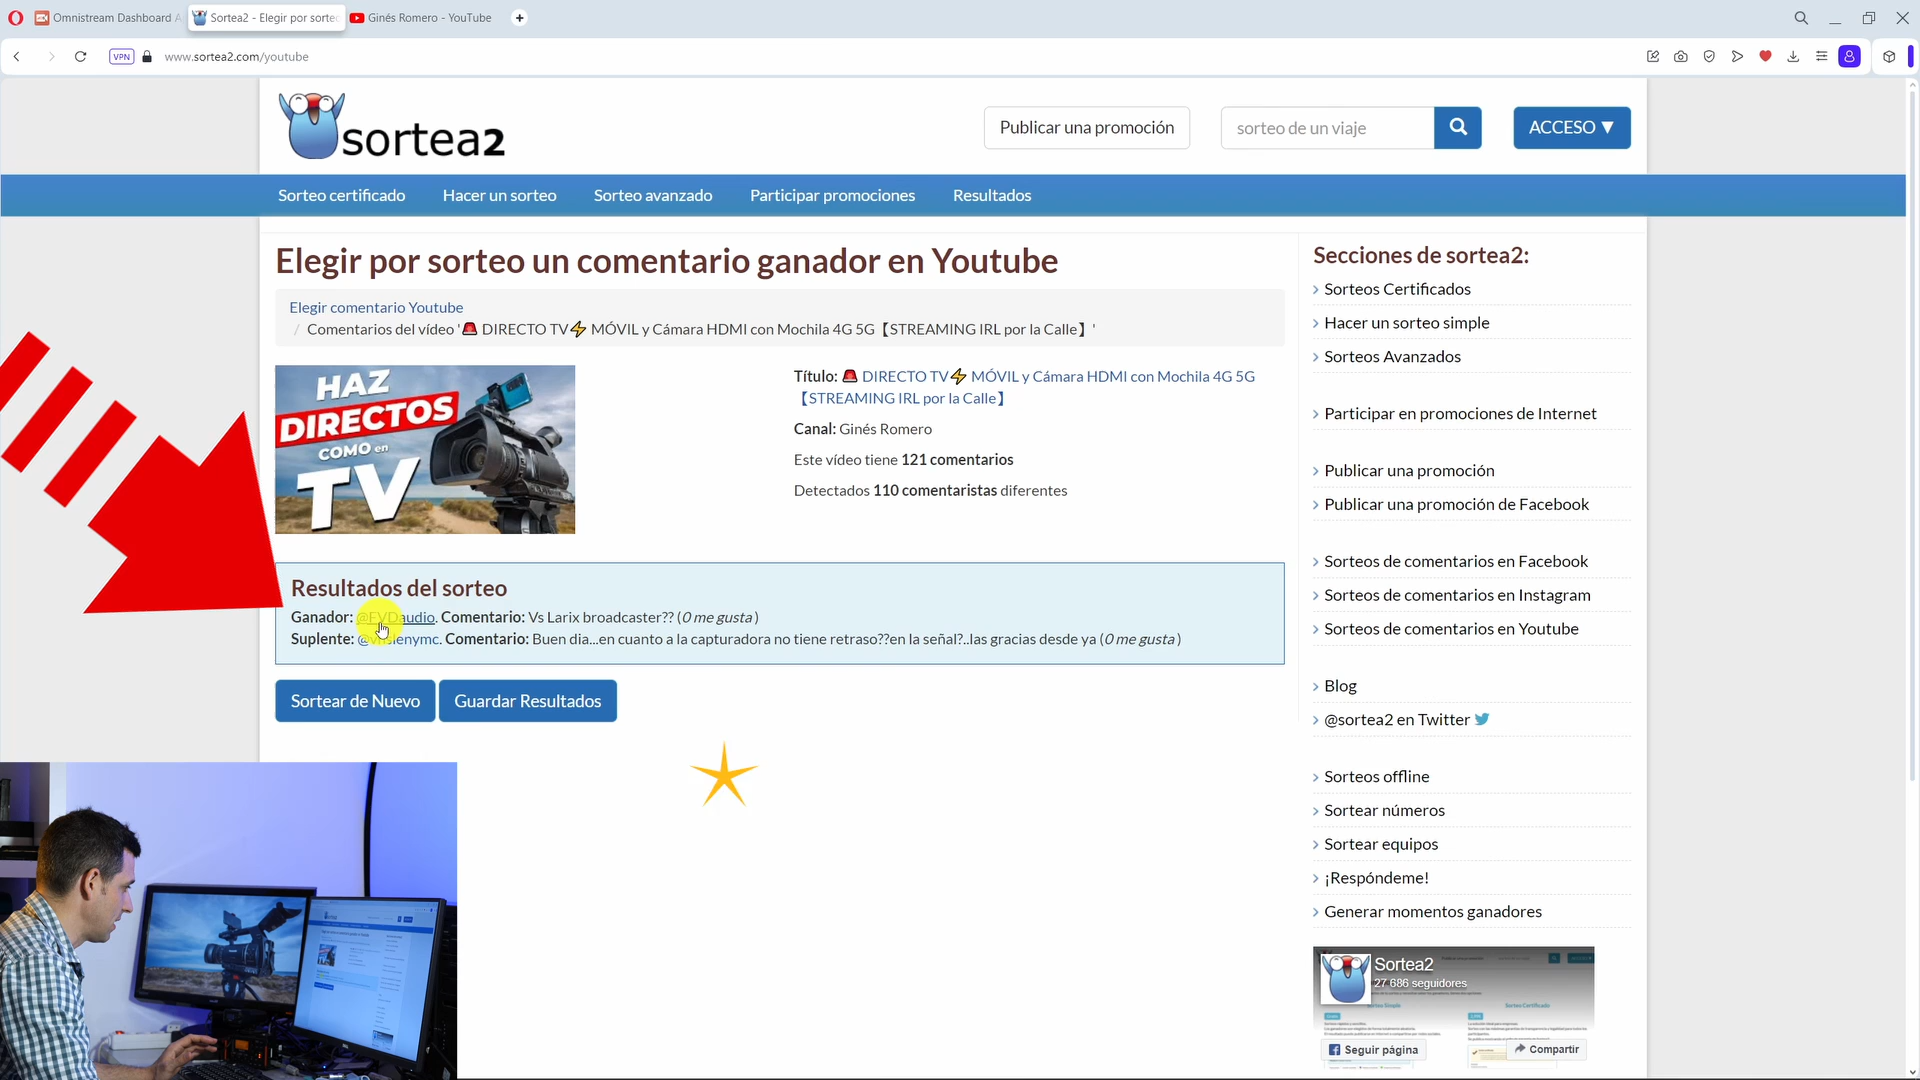 Omnistream Dashboard A
Sortea2 - Elegir por sorteo
Ginés Romero - YouTube
VPN
www.sortea2.com/youtube
sortea2
Publicar una promoción
sorteo de un viaje
ACCESO ▼
Sorteo certificado
Hacer un sorteo
Sorteo avanzado
Participar promociones
Resultados
Elegir por sorteo un comentario ganador en Youtube
Elegir comentario Youtube
/ Comentarios del vídeo '🚨 DIRECTO TV⚡ MÓVIL y Cámara HDMI con Mochila 4G 5G【STREAMING IRL por la Calle】'
HAZ
DIRECTOS
COMO en
TV
Título: 🚨 DIRECTO TV⚡ MÓVIL y Cámara HDMI con Mochila 4G 5G
【STREAMING IRL por la Calle】
Canal: Ginés Romero
Este vídeo tiene 121 comentarios
Detectados 110 comentaristas diferentes
Resultados del sorteo
Ganador: @FVDaudio. Comentario: Vs Larix broadcaster?? (0 me gusta)
Suplente: Comentario: Buen dia...en cuanto a la capturadora no tiene retraso??en la señal?..las gracias desde ya (0 me gusta)
Sortear de Nuevo
Guardar Resultados
Secciones de sortea2:
Sorteos Certificados
Hacer un sorteo simple
Sorteos Avanzados
Participar en promociones de Internet
Publicar una promoción
Publicar una promoción de Facebook
Sorteos de comentarios en Facebook
Sorteos de comentarios en Instagram
Sorteos de comentarios en Youtube
Blog
@sortea2 en Twitter
Sorteos offline
Sortear números
Sortear equipos
¡Respóndeme!
Generar momentos ganadores
Sortea2
27 686 seguidores
Seguir página
Compartir